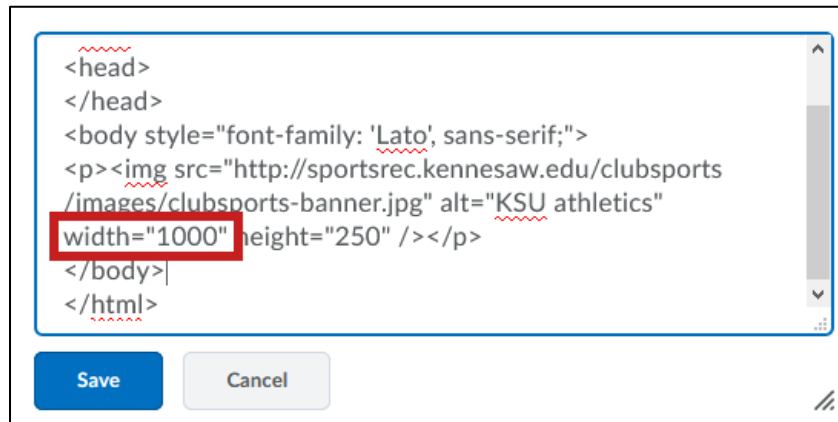 <head>
</head>
<body style="font-family: 'Lato', sans-serif;">
<p><img src="http://sportsrec.kennesaw.edu/clubsports
/images/clubsports-banner.jpg" alt="KSU athletics"
width="1000" height="250" /></p>
</body>
</html>
Save Cancel